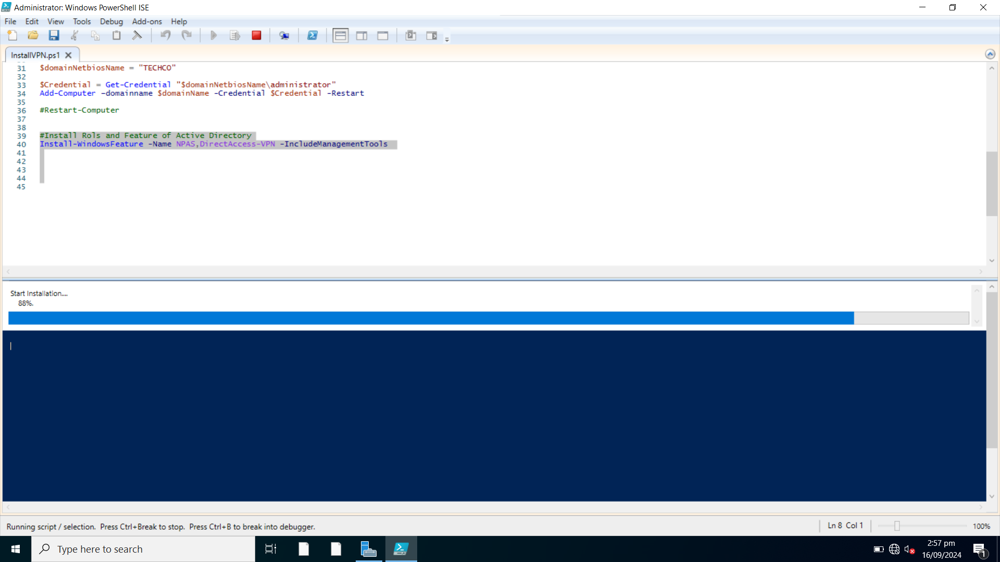 Administrator: Windows PowerShell ISE
File Edit View Tools Debug Add-ons Help
InstallVPN.ps1
31 $domainNetbiosName = "TECHCO"
32
33 $Credential = Get-Credential "$domainNetbiosName\administrator"
34 Add-Computer -domainname $domainName -Credential $Credential -Restart
35
36 #Restart-Computer
37
38
39 #Install Rols and Feature of Active Directory
40 Install-WindowsFeature -Name NPAS,DirectAccess-VPN -IncludeManagementTools
41
42
43
44
45
Start Installation....
88%.
Running script / selection. Press Ctrl+Break to stop. Press Ctrl+B to break into debugger.
Ln 8 Col 1
100%
Type here to search
2:57 pm
16/09/2024
1